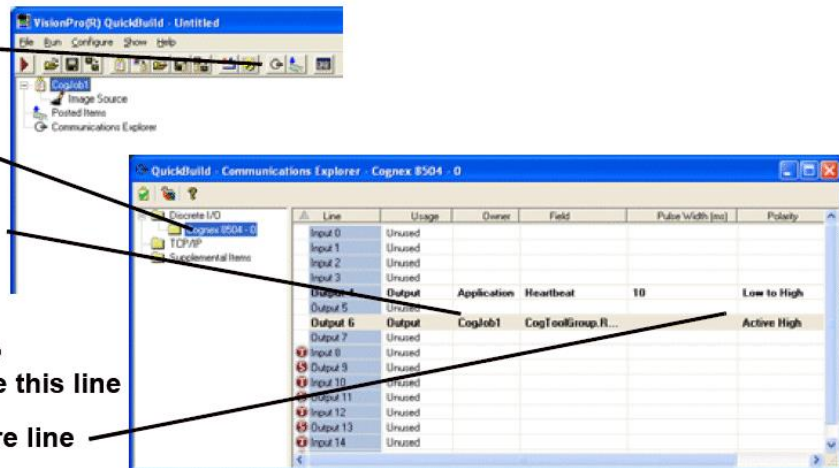 VisionPro(R) QuickBuild - Untitled
File Run Configure Show Help
CogJob1
Image Source
Posted Items
Communications Explorer
QuickBuild - Communications Explorer - Cognex 8504 - 0
Discrete I/O
Cognex 8504 - 0
TCP/IP
Supplemental Items
Line Usage Owner Field Pulse Width (ms) Polarity
Input 0 Unused
Input 1 Unused
Input 2 Unused
Input 3 Unused
Output 4 Output Application Heartbeat 10 Low to High
Output 5 Unused
Output 6 Output CogJob1 CogToolGroup.R... Active High
Output 7 Unused
Input 8 Unused
Output 9 Unused
Input 10 Unused
Output 11 Unused
Input 12 Unused
Output 13 Unused
Input 14 Unused
e this line
re line